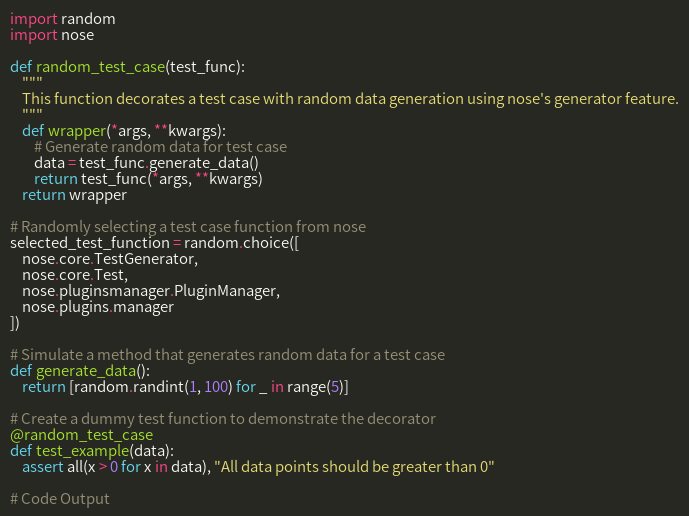 import random
import nose
def random_test_case(test_func):
"""
This function decorates a test case with random data generation using nose's generator feature.
"""
def wrapper(*args, **kwargs):
# Generate random data for test case
data = test_func.generate_data()
return test_func(*args, **kwargs)
return wrapper
# Randomly selecting a test case function from nose
selected_test_function = random.choice([
nose.core.TestGenerator,
nose.core.Test,
nose.pluginsmanager.PluginManager,
nose.plugins.manager
])
# Simulate a method that generates random data for a test case
def generate_data():
return [random.randint(1, 100) for _ in range(5)]
# Create a dummy test function to demonstrate the decorator
@random_test_case
def test_example(data):
assert all(x > 0 for x in data), "All data points should be greater than 0"
# Code Output